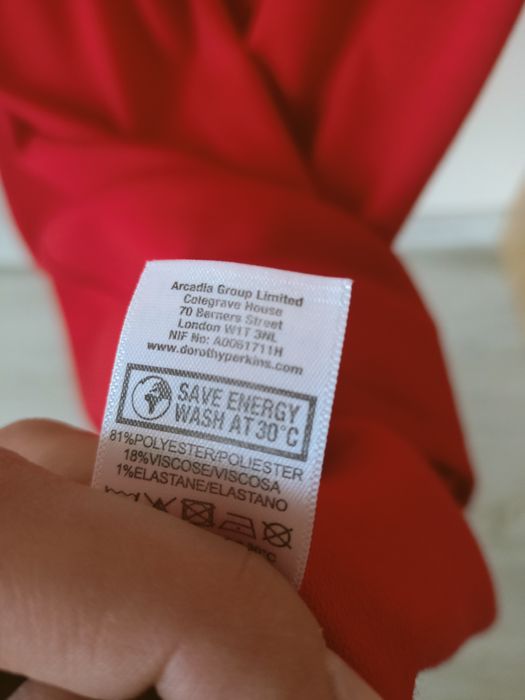 Arcadia Group Limited
Colegrave House
70 Berners Street
London W1T 3NL
NIF No: A0061711H
www.dorothyperkins.com
SAVE ENERGY
WASH AT 30°C
81%POLYESTER/POLIESTER
18%VISCOSE/VISCOSA
1%ELASTANE/ELASTANO